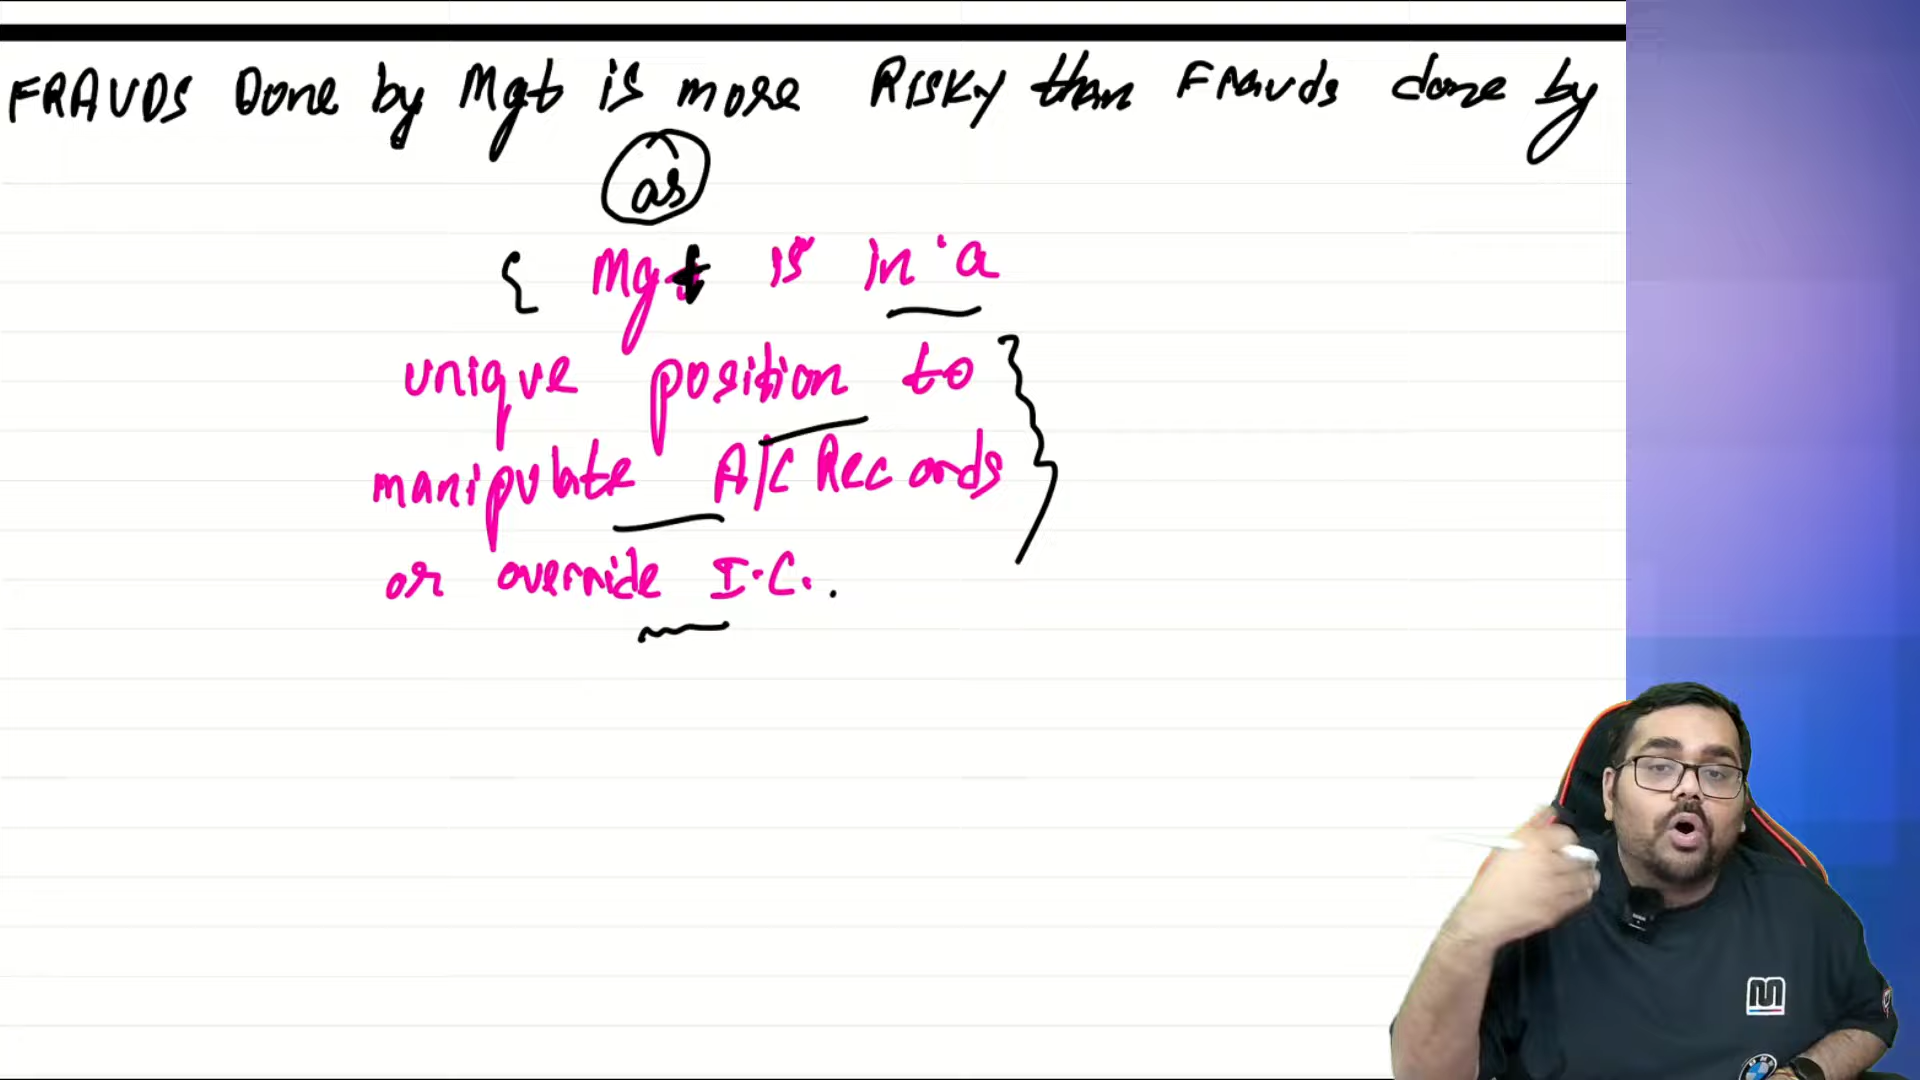 FRAUDS Done by Mgt is more Risky than Frauds done by
as
{ Mgt is in a
unique position to }
manipulate A/C Records
or override I.C.
m